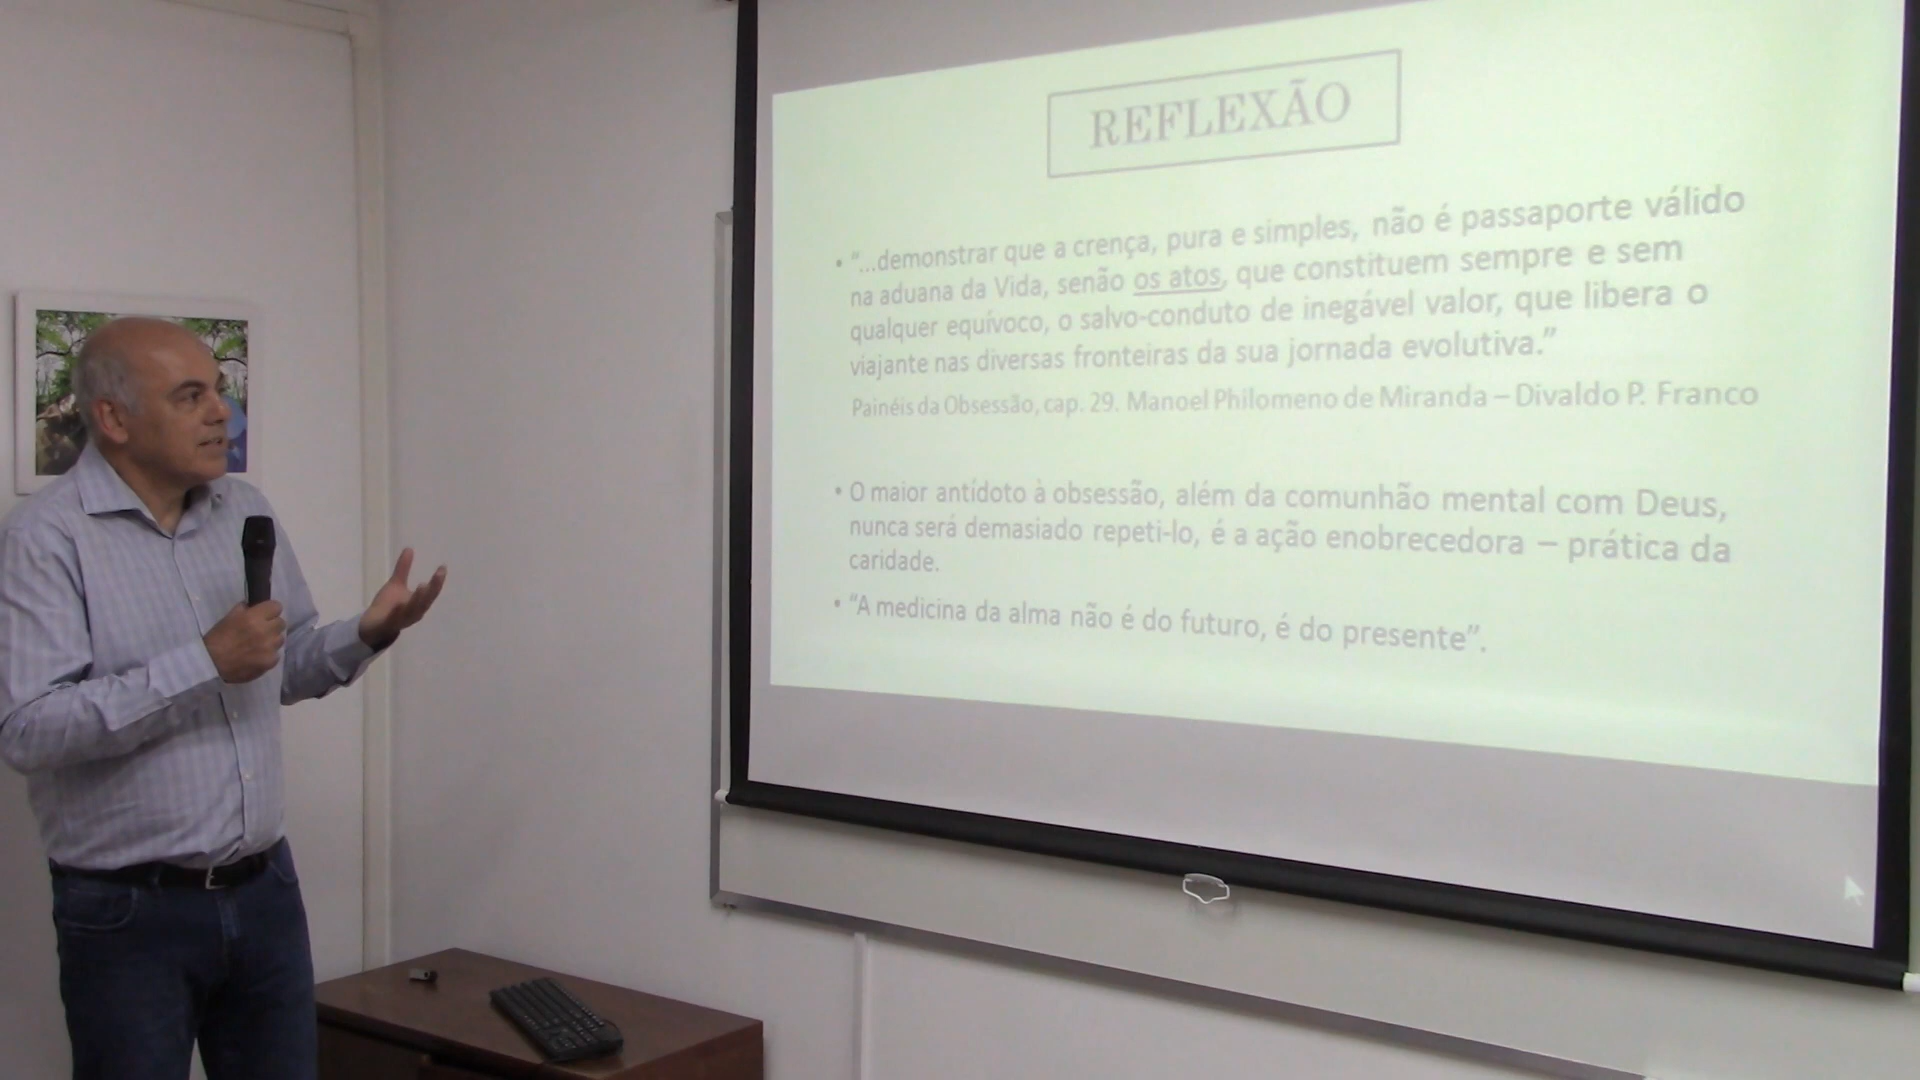 REFLEXÃO
• “...demonstrar que a crença, pura e simples, não é passaporte válido
na aduana da Vida, senão os atos, que constituem sempre e sem
qualquer equívoco, o salvo-conduto de inegável valor, que libera o
viajante nas diversas fronteiras da sua jornada evolutiva.”
Painéis da Obsessão, cap. 29. Manoel Philomeno de Miranda – Divaldo P. Franco
• O maior antídoto à obsessão, além da comunhão mental com Deus,
nunca será demasiado repeti-lo, é a ação enobrecedora – prática da
caridade.
• “A medicina da alma não é do futuro, é do presente”.